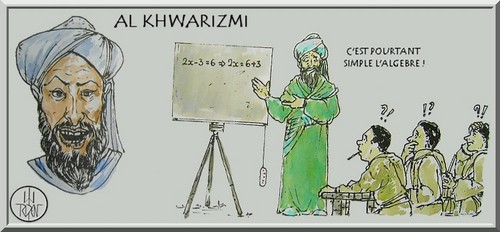 AL KHWARIZMI
2x-3=6 ⇒ 2x=6+3
C'EST POURTANT
SIMPLE L'ALGEBRE !
?,
!?
?!